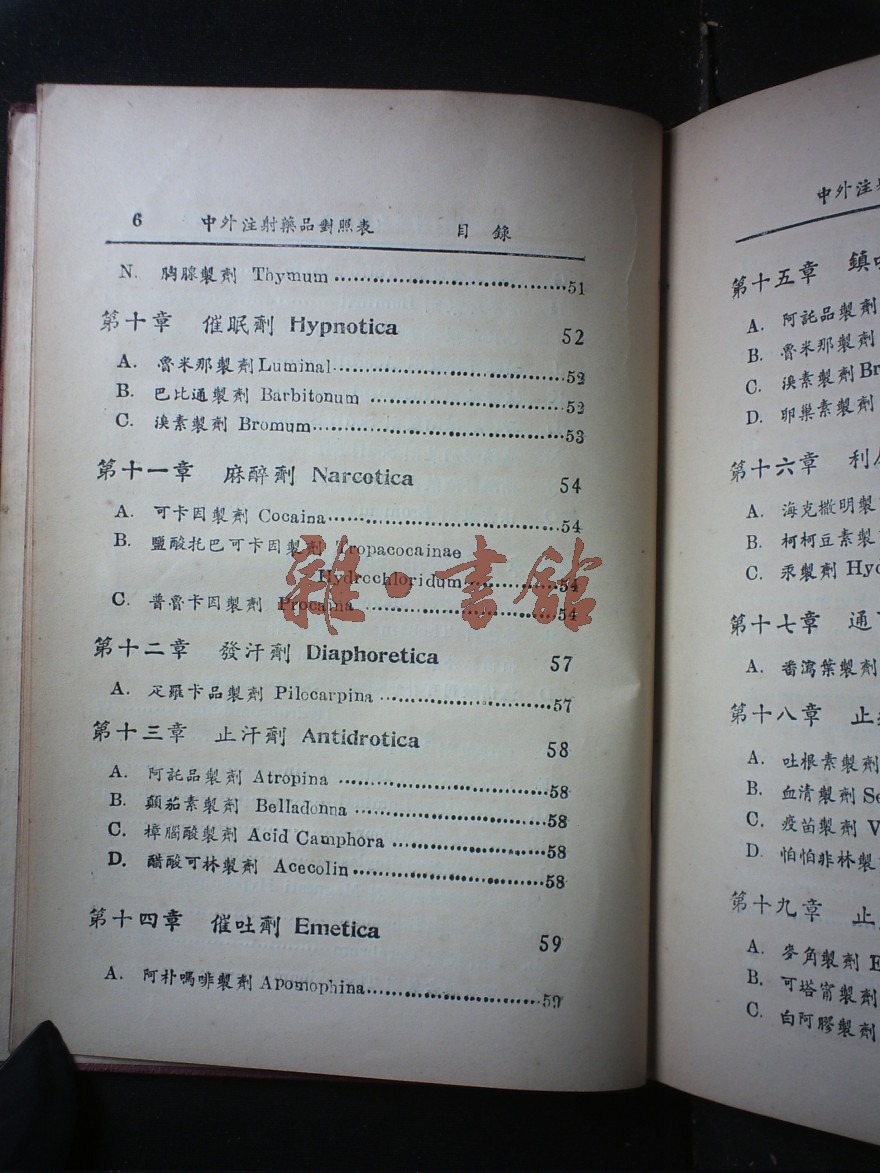 6 中外注射藥品對照表 目錄
N. 胸腺製劑 Thymum ........................51
第十章 催眠劑 Hypnotica 52
A. 魯米那製劑 Luminal........................52
B. 巴比通製劑 Barbitonum ........................52
C. 溴素製劑 Bromum........................53
第十一章 麻醉劑 Narcotica 54
A. 可卡因製劑 Cocaina........................54
B. 鹽酸托巴可卡因製劑 Tropacocainae
Hydrochloridum........................54
C. 普魯卡因製劑 Procaina ........................54
雜·書館
第十二章 發汗劑 Diaphoretica 57
A. 疋羅卡品製劑 Pilocarpina ........................57
第十三章 止汗劑 Antidrotica 58
A. 阿託品製劑 Atropina ........................58
B. 顛茄素製劑 Belladonna ........................58
C. 樟腦酸製劑 Acid Camphora ........................58
D. 醋酸可林製劑 Acecolin........................58
第十四章 催吐劑 Emetica 59
A. 阿朴嗎啡製劑 Apomophina........................59
中外注
第十五章 鎮
A. 阿託品製劑
B. 魯米那製劑
C. 溴素製劑 Br
D. 卵巢素製劑
第十六章 利
A. 海克撒明製
B. 柯柯豆素製
C. 汞製劑 Hyd
第十七章 通
A. 番瀉葉製劑
第十八章 止
A. 吐根素製劑
B. 血清製劑 Se
C. 疫苗製劑 V
D. 怕怕非林製
第十九章 止
A. 麥角製劑 E
B. 可塔甯製劑
C. 白阿膠製劑